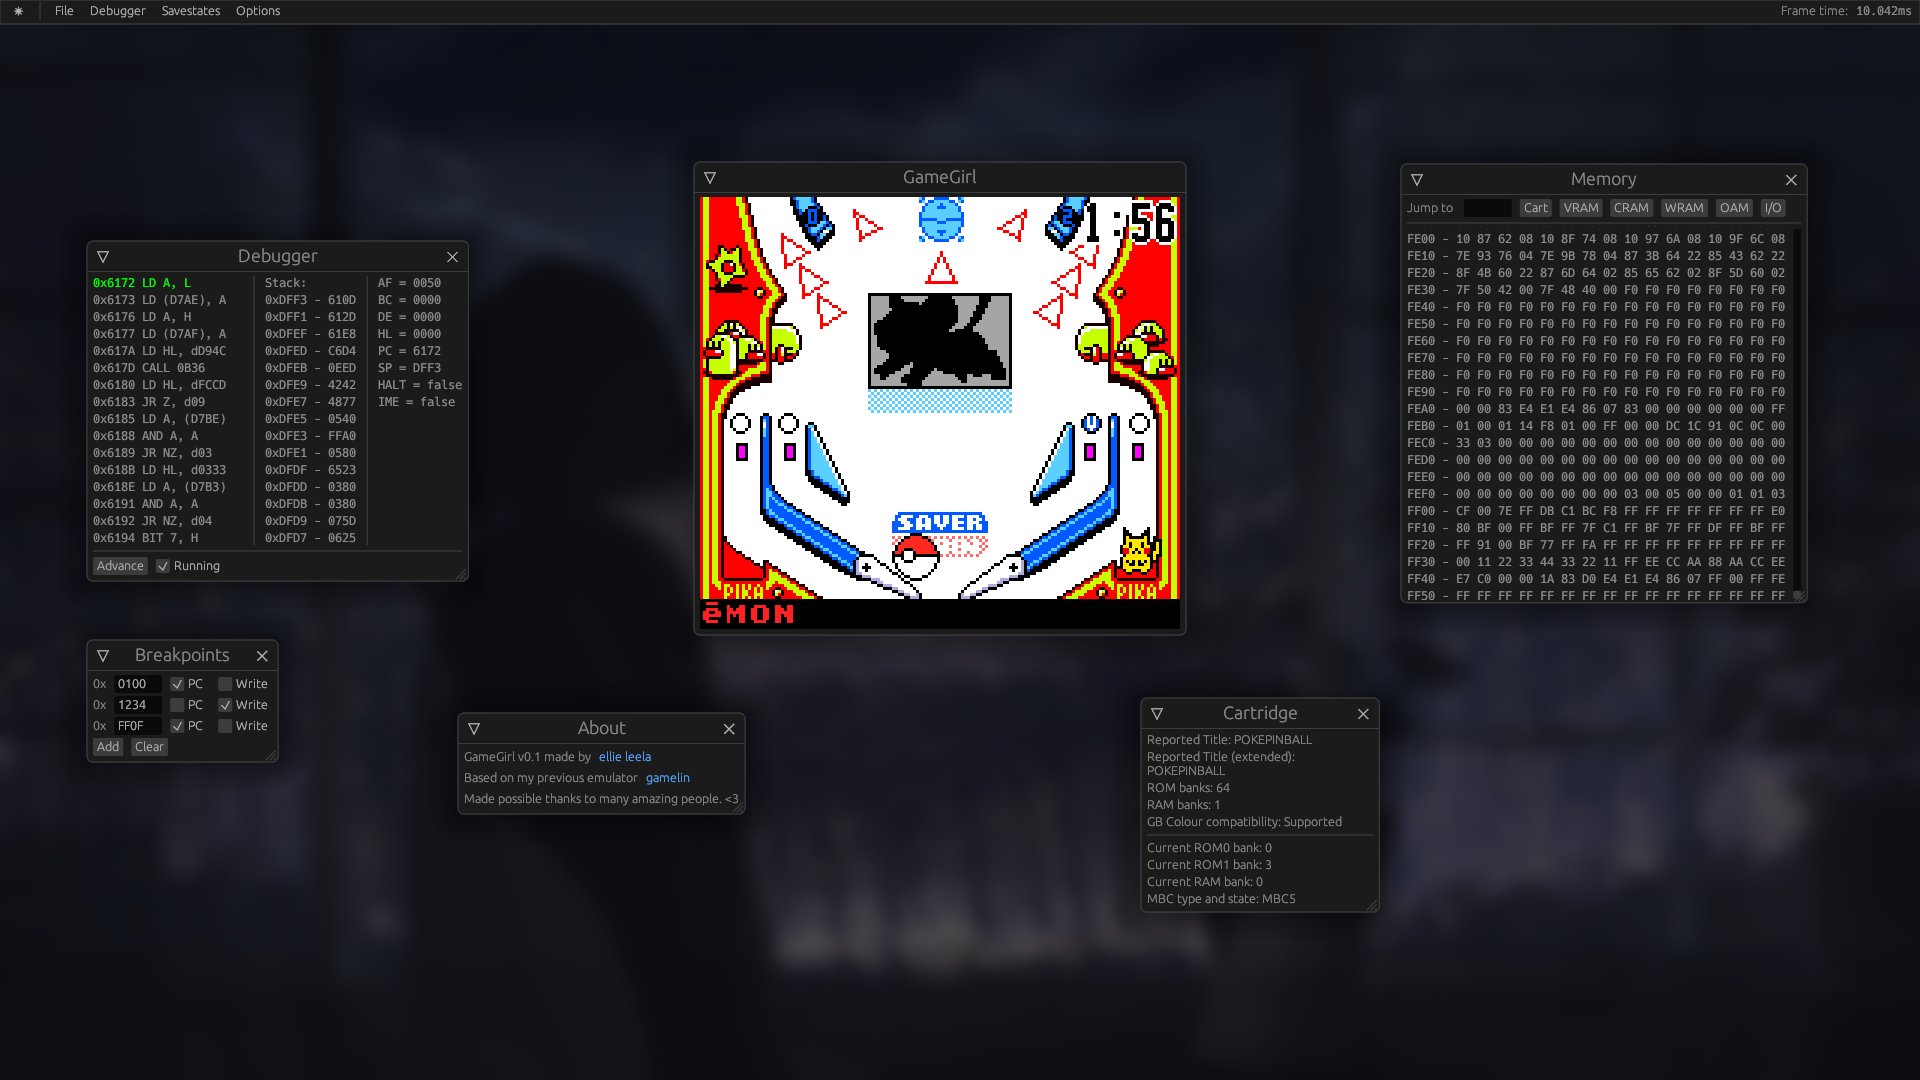 File Debugger Savestates Options
Frame time: 10.042ms
Debugger
0x6172 LD A, L
0x6173 LD (D7AE), A
0x6176 LD A, H
0x6177 LD (D7AF), A
0x617A LD HL, d94C
0x617D CALL 0B36
0x6180 LD HL, dFCCD
0x6183 JR Z, d09
0x6185 LD A, (D7BE)
0x6188 AND A, A
0x6189 JR NZ, d03
0x618B LD HL, d0333
0x618E LD A, (D7B3)
0x6191 AND A, A
0x6192 JR NZ, d04
0x6194 BIT 7, H
Stack:
0xDFF3 - 610D
0xDFF1 - 612D
0xDFEF - 61E8
0xDFED - C6D4
0xDFEB - 0EED
0xDFE9 - 4242
0xDFE7 - 4877
0xDFE5 - 0540
0xDFE3 - FFA0
0xDFE1 - 0580
0xDFDF - 6523
0xDFDD - 0380
0xDFDB - 0380
0xDFD9 - 075D
0xDFD7 - 0625
AF = 0050
BC = 0000
DE = 0000
HL = 0000
PC = 6172
SP = DFF3
HALT = false
IME = false
Advance Running
Breakpoints
0x 0100 PC Write
0x 1234 PC Write
0x FF0F PC Write
Add Clear
GameGirl
0 2 1:56
SAVER
PIKA PIKA
ēMON
About
GameGirl v0.1 made by ellie leela
Based on my previous emulator gamelin
Made possible thanks to many amazing people. <3
Memory
Jump to Cart VRAM CRAM WRAM OAM I/O
FE00 - 10 87 62 08 10 8F 74 08 10 97 6A 08 10 9F 6C 08
FE10 - 7E 93 76 04 7E 9B 78 04 87 3B 64 22 85 43 62 22
FE20 - 8F 4B 60 22 87 6D 64 02 85 65 62 02 8F 5D 60 02
FE30 - 7F 50 42 00 7F 48 40 00 F0 F0 F0 F0 F0 F0 F0 F0
FE40 - F0 F0 F0 F0 F0 F0 F0 F0 F0 F0 F0 F0 F0 F0 F0 F0
FE50 - F0 F0 F0 F0 F0 F0 F0 F0 F0 F0 F0 F0 F0 F0 F0 F0
FE60 - F0 F0 F0 F0 F0 F0 F0 F0 F0 F0 F0 F0 F0 F0 F0 F0
FE70 - F0 F0 F0 F0 F0 F0 F0 F0 F0 F0 F0 F0 F0 F0 F0 F0
FE80 - F0 F0 F0 F0 F0 F0 F0 F0 F0 F0 F0 F0 F0 F0 F0 F0
FE90 - F0 F0 F0 F0 F0 F0 F0 F0 F0 F0 F0 F0 F0 F0 F0 F0
FEA0 - 00 00 83 E4 E1 E4 86 07 83 00 00 00 00 00 00 FF
FEB0 - 01 00 01 14 F8 01 00 FF 00 00 DC 1C 91 0C 0C 00
FEC0 - 33 03 00 00 00 00 00 00 00 00 00 00 00 00 00 00
FED0 - 00 00 00 00 00 00 00 00 00 00 00 00 00 00 00 00
FEE0 - 00 00 00 00 00 00 00 00 00 00 00 00 00 00 00 00
FEF0 - 00 00 00 00 00 00 00 00 03 00 05 00 00 01 01 03
FF00 - CF 00 7E FF DB C1 BC F8 FF FF FF FF FF FF FF E0
FF10 - 80 BF 00 FF BF FF 7F C1 FF BF 7F FF DF FF BF FF
FF20 - FF 91 00 BF 77 FF FA FF FF FF FF FF FF FF FF FF
FF30 - 00 11 22 33 44 33 22 11 FF EE CC AA 88 AA CC EE
FF40 - E7 C0 00 00 1A 83 D0 E4 E1 E4 86 07 FF 00 FF FE
FF50 - FF FF FF FF FF FF FF FF FF FF FF FF FF FF FF FF
Cartridge
Reported Title: POKEPINBALL
Reported Title (extended):
POKEPINBALL
ROM banks: 64
RAM banks: 1
GB Colour compatibility: Supported
Current ROM0 bank: 0
Current ROM1 bank: 3
Current RAM bank: 0
MBC type and state: MBC5